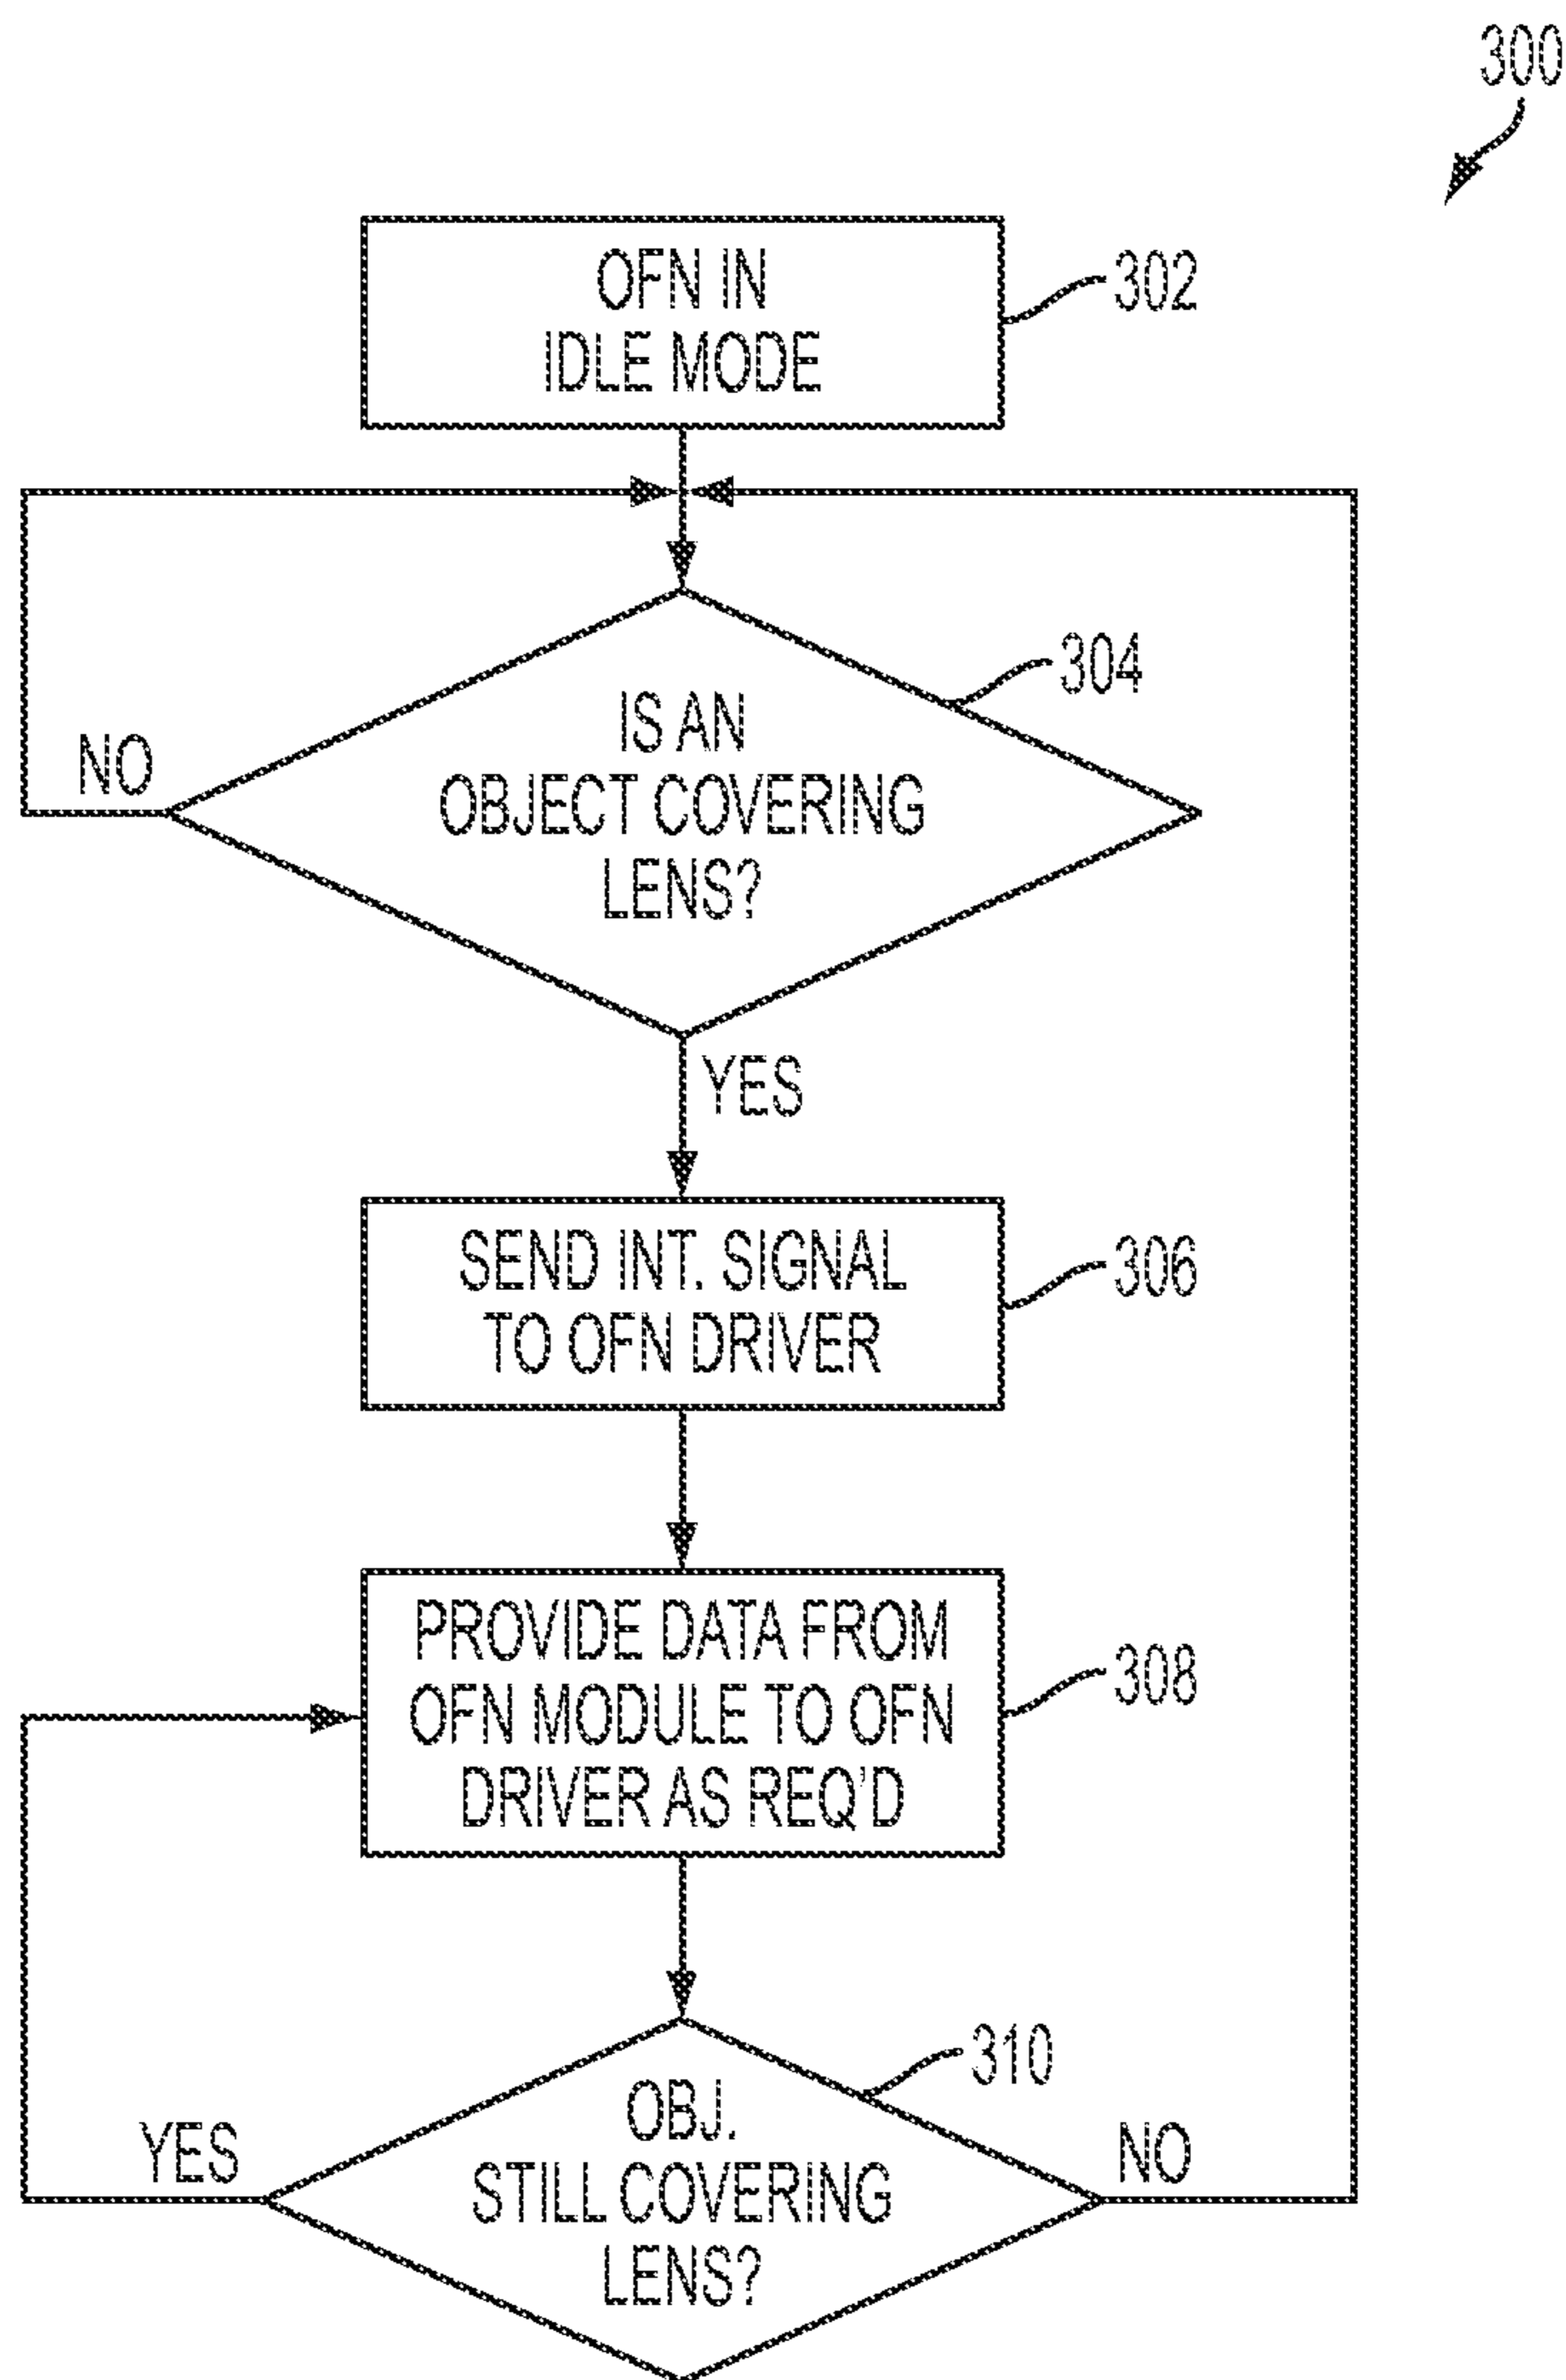 300
OFN IN
IDLE MODE
302
304
IS AN
OBJECT COVERING
LENS?
NO
YES
SEND INT. SIGNAL
TO OFN DRIVER
306
PROVIDE DATA FROM
OFN MODULE TO OFN
DRIVER AS REQ'D
308
310
OBJ.
STILL COVERING
LENS?
YES
NO